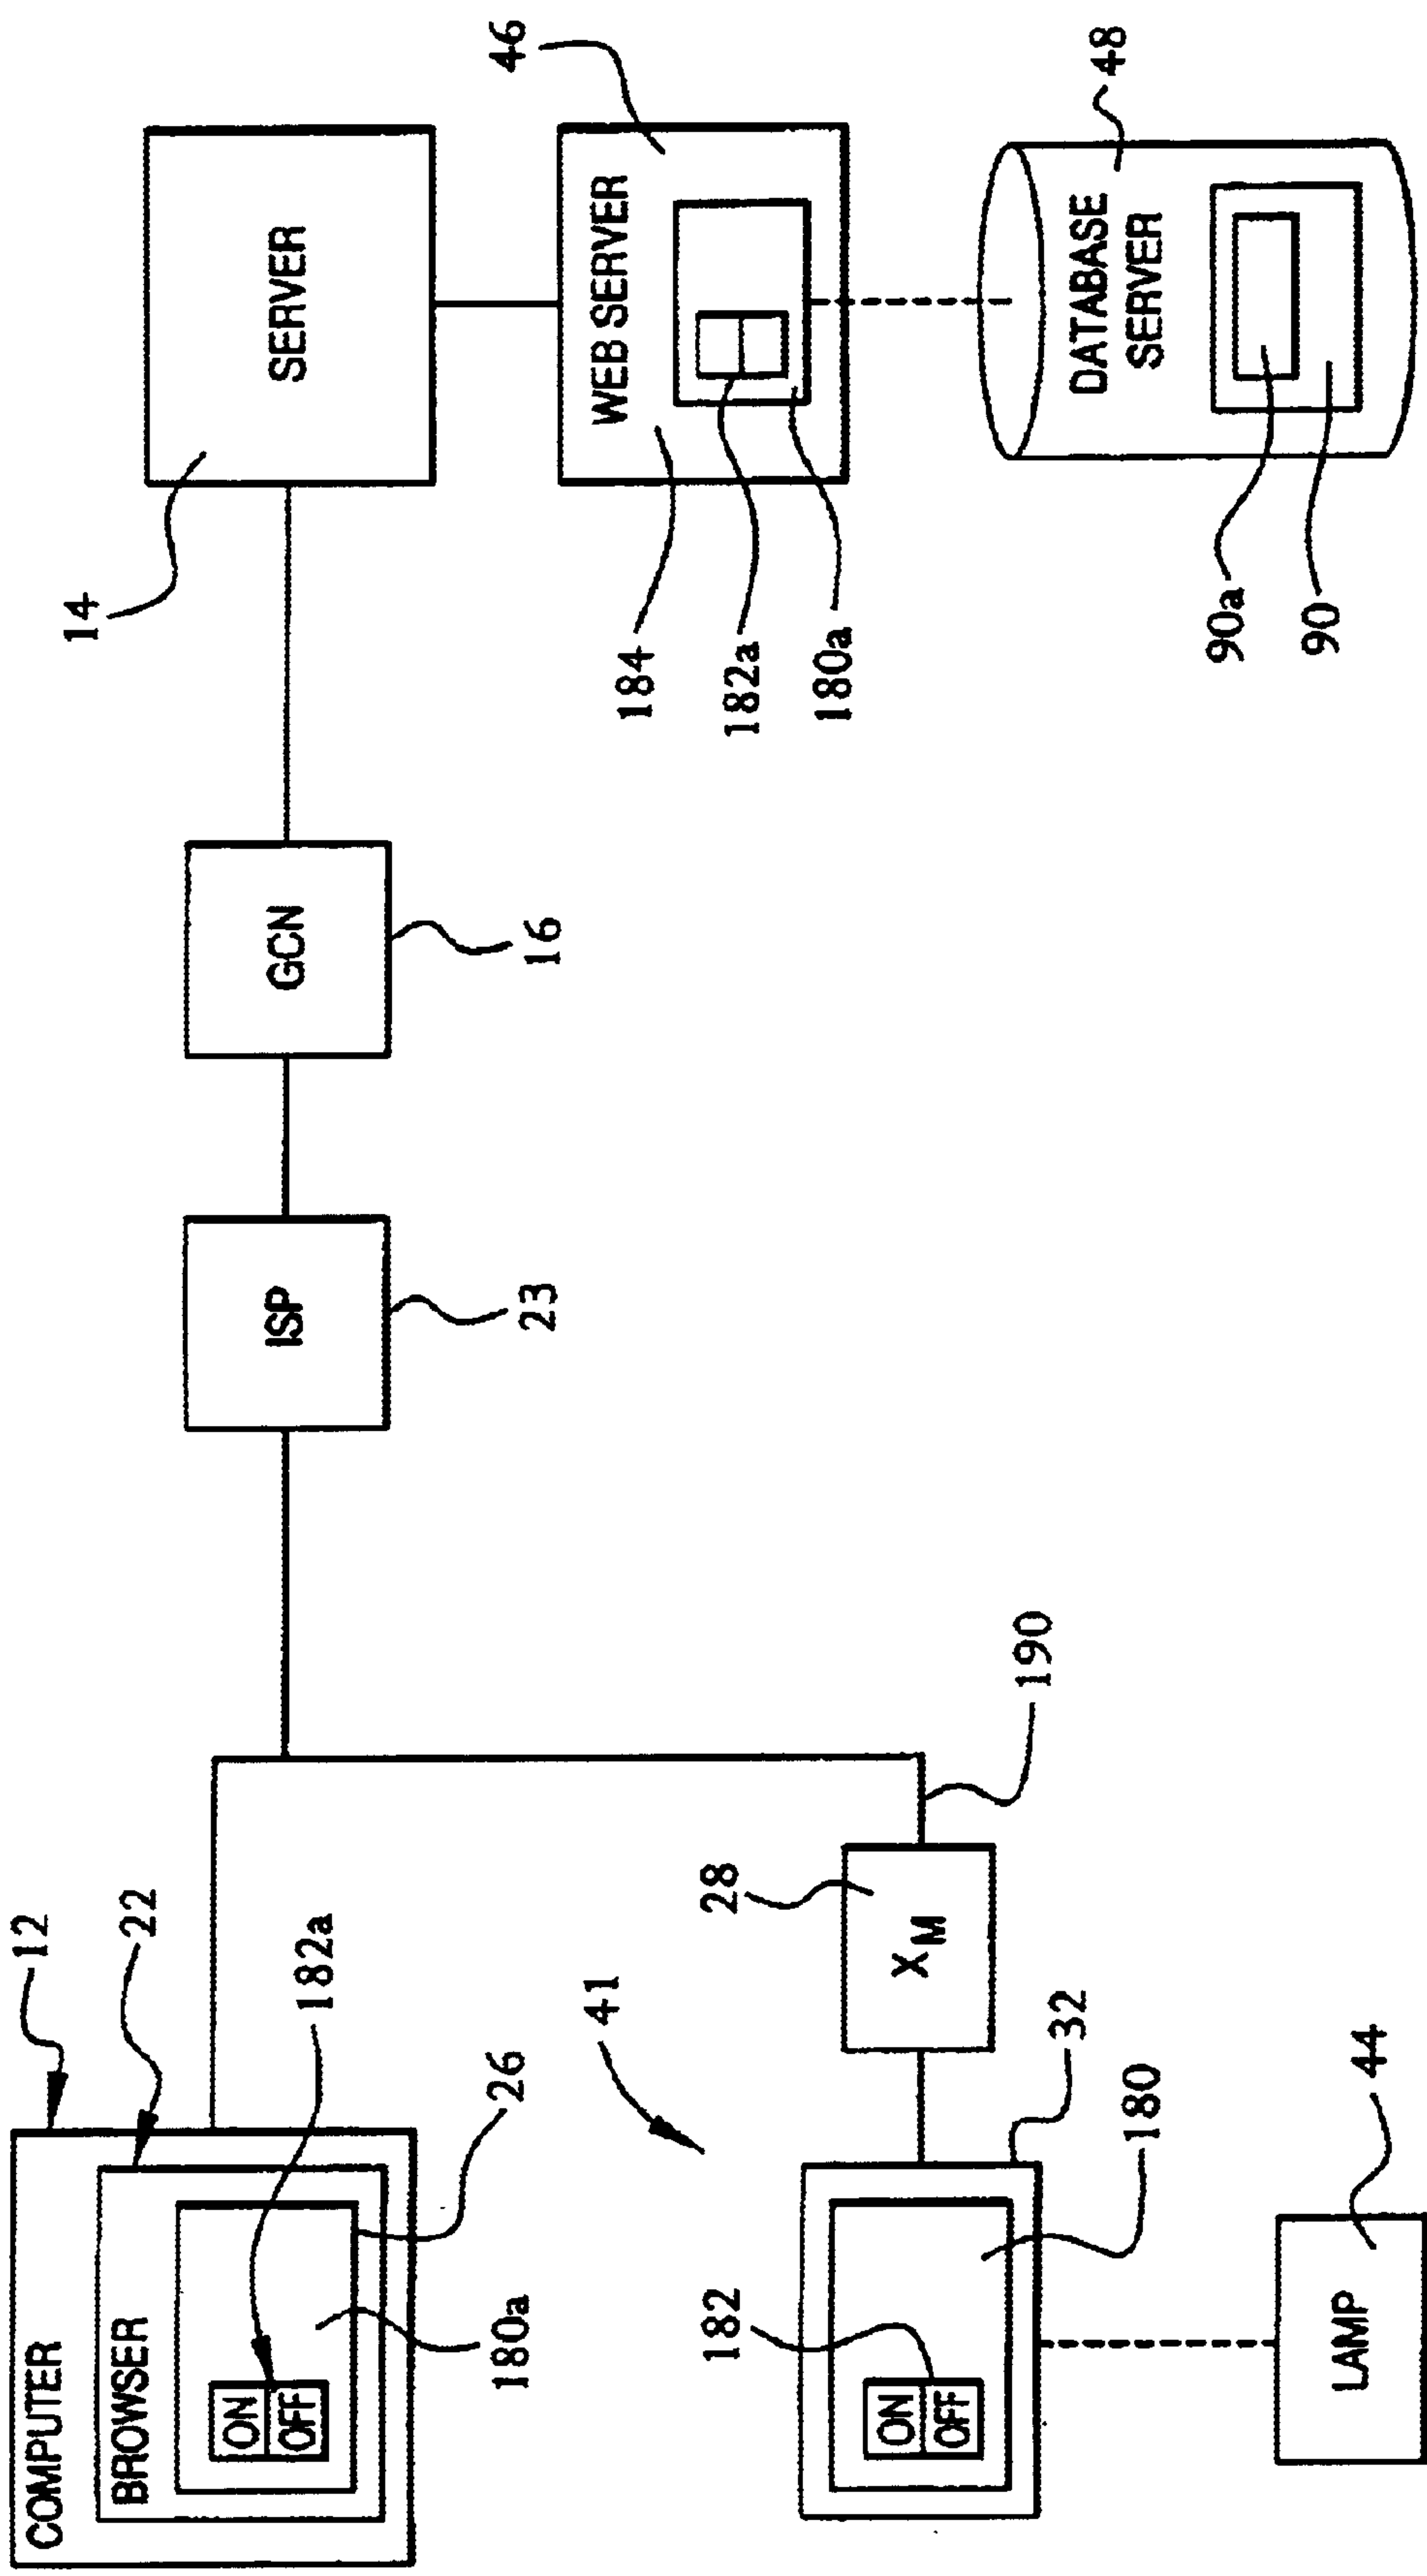 COMPUTER
BROWSER
ON
OFF
12
22
182a
26
180a
ISP
23
GCN
16
14
SERVER
WEB SERVER
46
184
182a
180a
DATABASE
SERVER
48
90a
90
41
28
XM
190
32
180
182
ON
OFF
LAMP
44